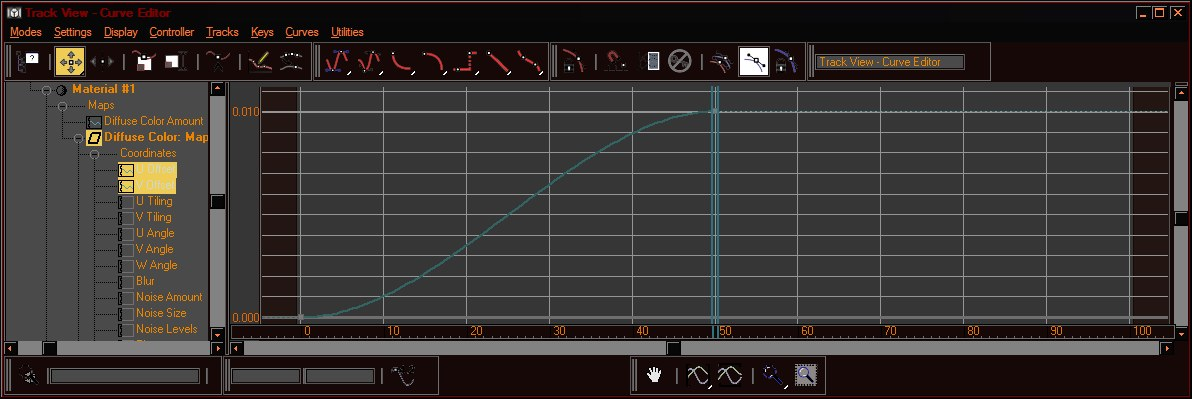 Track View - Curve Editor
Modes Settings Display Controller Tracks Keys Curves Utilities
Track View - Curve Editor
Material #1
Maps
Diffuse Color Amount
Diffuse Color: Map
Coordinates
U Offset
V Offset
U Tiling
V Tiling
U Angle
V Angle
W Angle
Blur
Noise Amount
Noise Size
Noise Levels
0.010
0.000
0 10 20 30 40 50 60 70 80 90 100